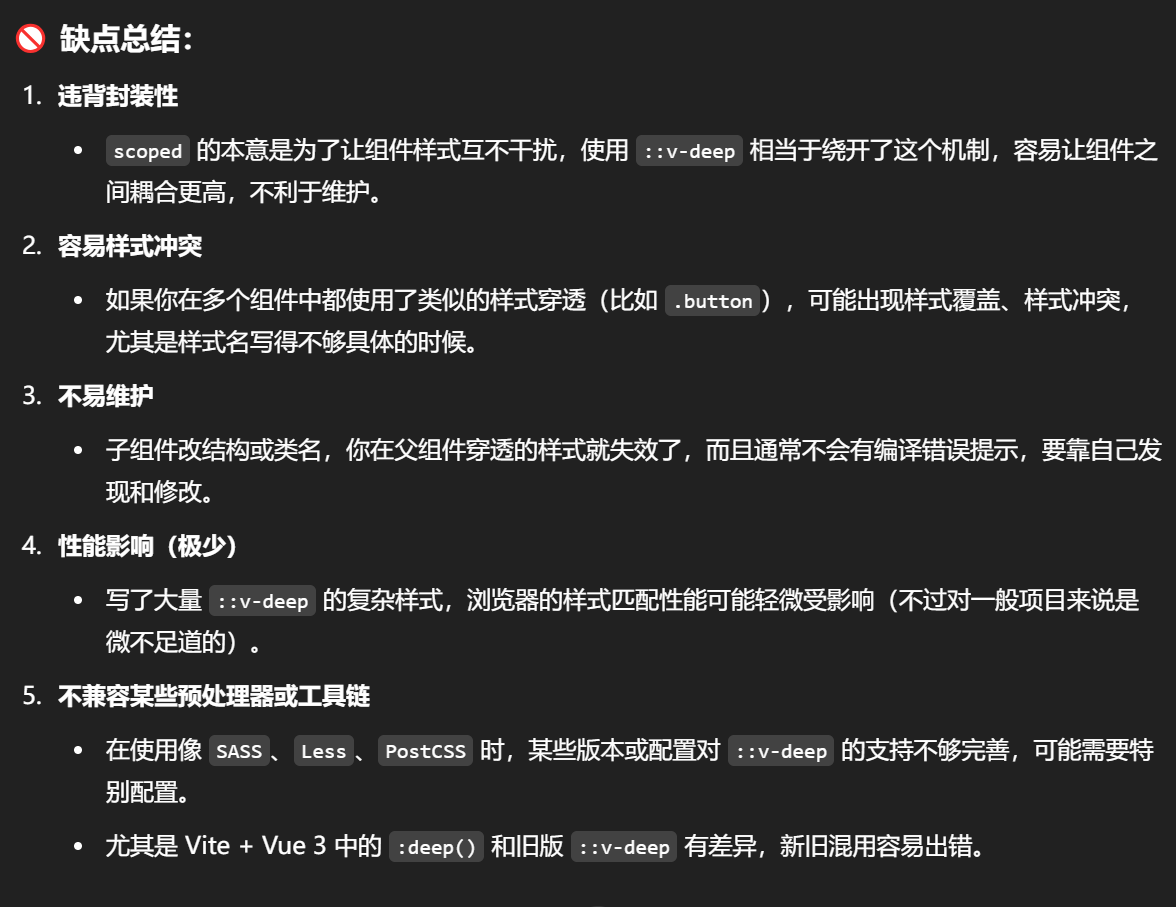 🚫 缺点总结：
1. 违背封装性
• scoped 的本意是为了让组件样式互不干扰，使用 ::v-deep 相当于绕开了这个机制，容易让组件之
间耦合更高，不利于维护。
2. 容易样式冲突
• 如果你在多个组件中都使用了类似的样式穿透（比如 .button），可能出现样式覆盖、样式冲突，
尤其是样式名写得不够具体的时候。
3. 不易维护
• 子组件改结构或类名，你在父组件穿透的样式就失效了，而且通常不会有编译错误提示，要靠自己发
现和修改。
4. 性能影响（极少）
• 写了大量 ::v-deep 的复杂样式，浏览器的样式匹配性能可能轻微受影响（不过对一般项目来说是
微不足道的）。
5. 不兼容某些预处理器或工具链
• 在使用像 SASS、Less、PostCSS 时，某些版本或配置对 ::v-deep 的支持不够完善，可能需要特
别配置。
• 尤其是 Vite + Vue 3 中的 :deep() 和旧版 ::v-deep 有差异，新旧混用容易出错。